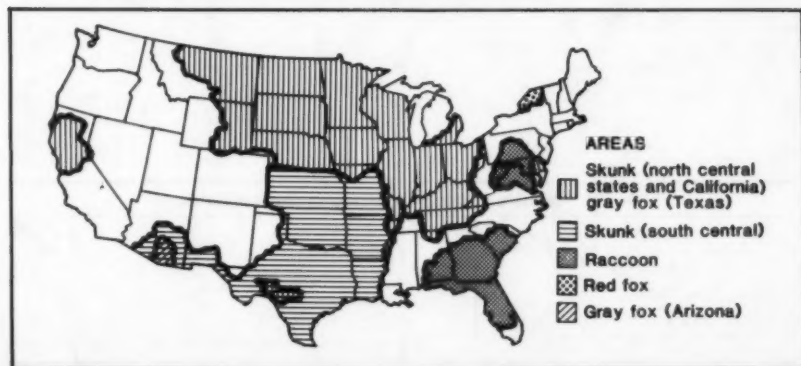 AREAS
Skunk (north central
states and California)
gray fox (Texas)
Skunk (south central)
Raccoon
Red fox
Gray fox (Arizona)